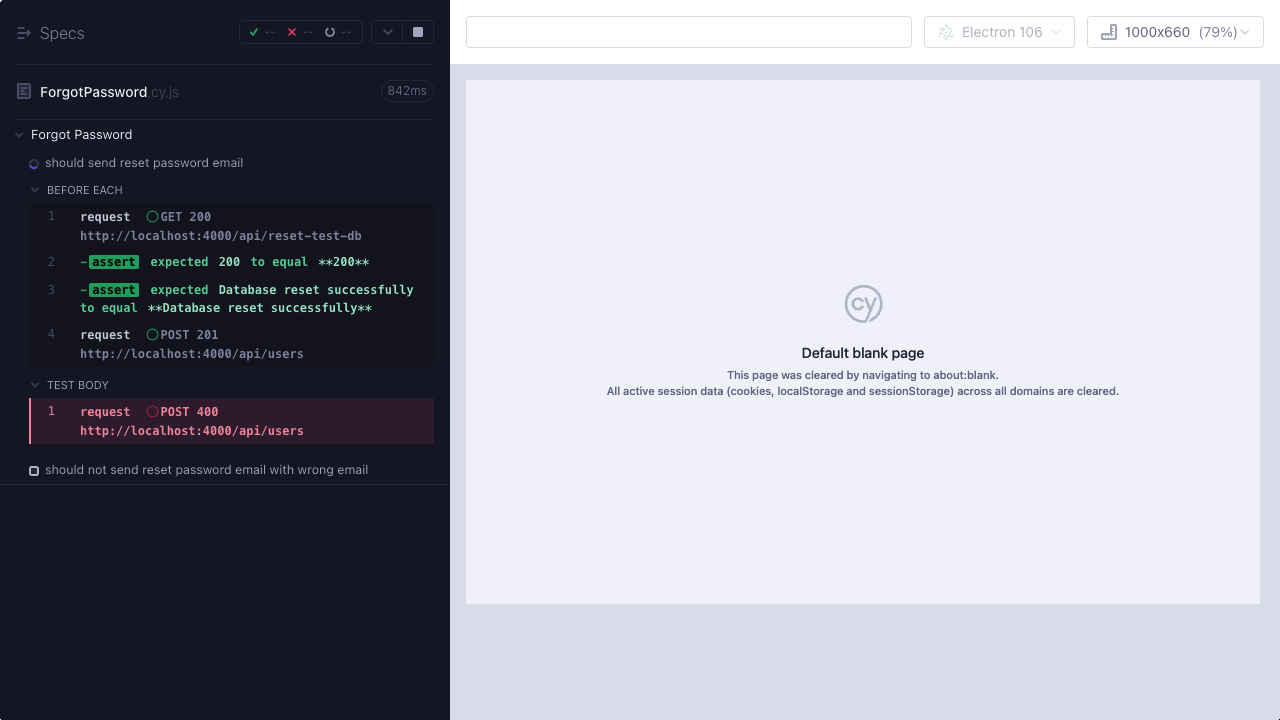 Specs
-- -- --
ForgotPassword.cy.js
842ms
Forgot Password
should send reset password email
BEFORE EACH
1 request GET 200
http://localhost:4000/api/reset-test-db
2 -assert expected 200 to equal **200**
3 -assert expected Database reset successfully
to equal **Database reset successfully**
4 request POST 201
http://localhost:4000/api/users
TEST BODY
1 request POST 400
http://localhost:4000/api/users
should not send reset password email with wrong email
Electron 106
1000x660 (79%)
cy
Default blank page
This page was cleared by navigating to about:blank.
All active session data (cookies, localStorage and sessionStorage) across all domains are cleared.